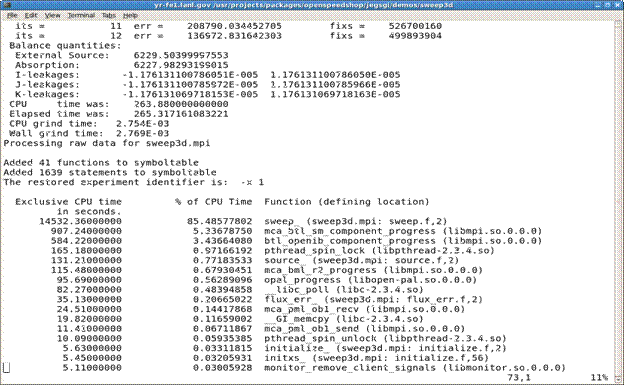 yr-fe1.lanl.gov /usr/projects/packages/openspeedshop/jegsgi/demos/sweep3d
File Edit View Terminal Tabs Help
its = 11 err = 208790.034452705 fixs = 526700160
its = 12 err = 136972.831642303 fixs = 499893904
Balance quantities:
External Source: 6229.50399997553
Absorption: 6227.98293199015
I-leakages: -1.176131100786051E-005 1.176131100786050E-005
J-leakages: -1.176131100785972E-005 1.176131100785966E-005
K-leakages: -1.176131069718153E-005 1.176131069718163E-005
CPU time was: 263.880000000000
Elapsed time was: 265.317161083221
CPU grind time: 2.754E-03
Wall grind time: 2.769E-03
Processing raw data for sweep3d.mpi
Added 41 functions to symboltable
Added 1639 statements to symboltable
The restored experiment identifier is: -x 1
Exclusive CPU time % of CPU Time Function (defining location)
in seconds.
14532.36000000 85.48577802 sweep_ (sweep3d.mpi: sweep.f,2)
907.24000000 5.33678750 mca_btl_sm_component_progress (libmpi.so.0.0.0)
584.22000000 3.43664080 btl_openib_component_progress (libmpi.so.0.0.0)
165.18000000 0.97166192 pthread_spin_lock (libpthread-2.3.4.so)
131.21000000 0.77183533 source_ (sweep3d.mpi: source.f,2)
115.48000000 0.67930451 mca_bml_r2_progress (libmpi.so.0.0.0)
95.69000000 0.56289096 opal_progress (libopen-pal.so.0.0.0)
82.27000000 0.48394858 __libc_poll (libc-2.3.4.so)
35.13000000 0.20665022 flux_err_ (sweep3d.mpi: flux_err.f,2)
24.51000000 0.14417868 mca_pml_ob1_recv (libmpi.so.0.0.0)
19.82000000 0.11659002 __GI_memcpy (libc-2.3.4.so)
11.41000000 0.06711867 mca_pml_ob1_send (libmpi.so.0.0.0)
10.09000000 0.05935385 pthread_spin_unlock (libpthread-2.3.4.so)
5.63000000 0.03311815 initialize_ (sweep3d.mpi: initialize.f,2)
5.45000000 0.03205931 initxs_ (sweep3d.mpi: initialize.f,56)
5.11000000 0.03005928 monitor_remove_client_signals (libmonitor.so.0.0.0)
73,1 11%